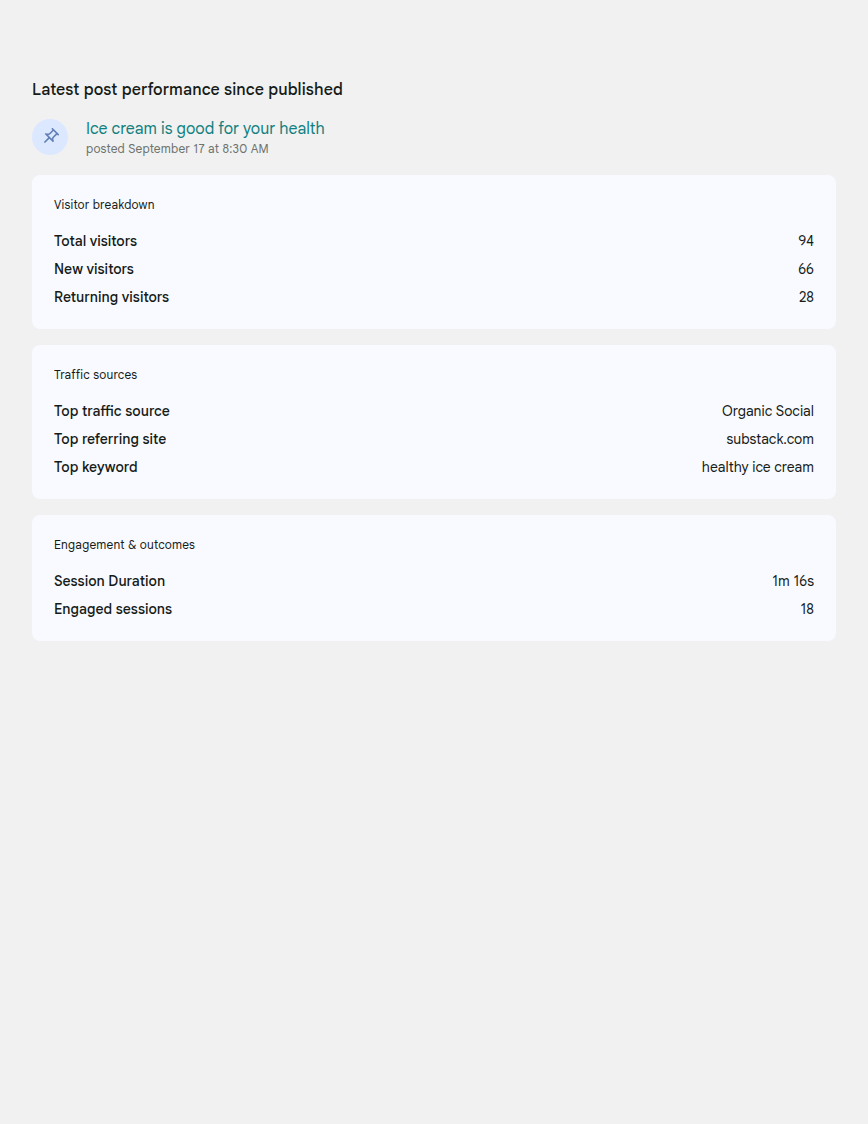 Latest post performance since published
Ice cream is good for your health
posted September 17 at 8:30 AM
Visitor breakdown
Total visitors 94
New visitors 66
Returning visitors 28
Traffic sources
Top traffic source Organic Social
Top referring site substack.com
Top keyword healthy ice cream
Engagement & outcomes
Session Duration 1m 16s
Engaged sessions 18